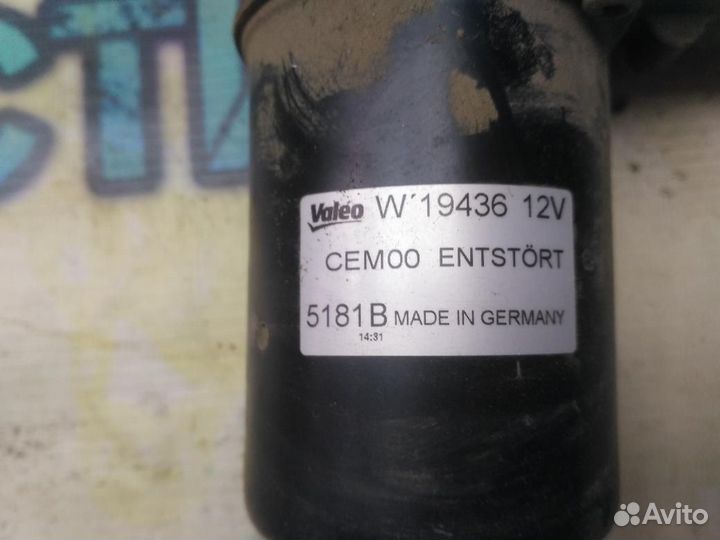 Valeo W'19436 12V
CEM00 ENTSTÖRT
5181B MADE IN GERMANY
14:31
Avito